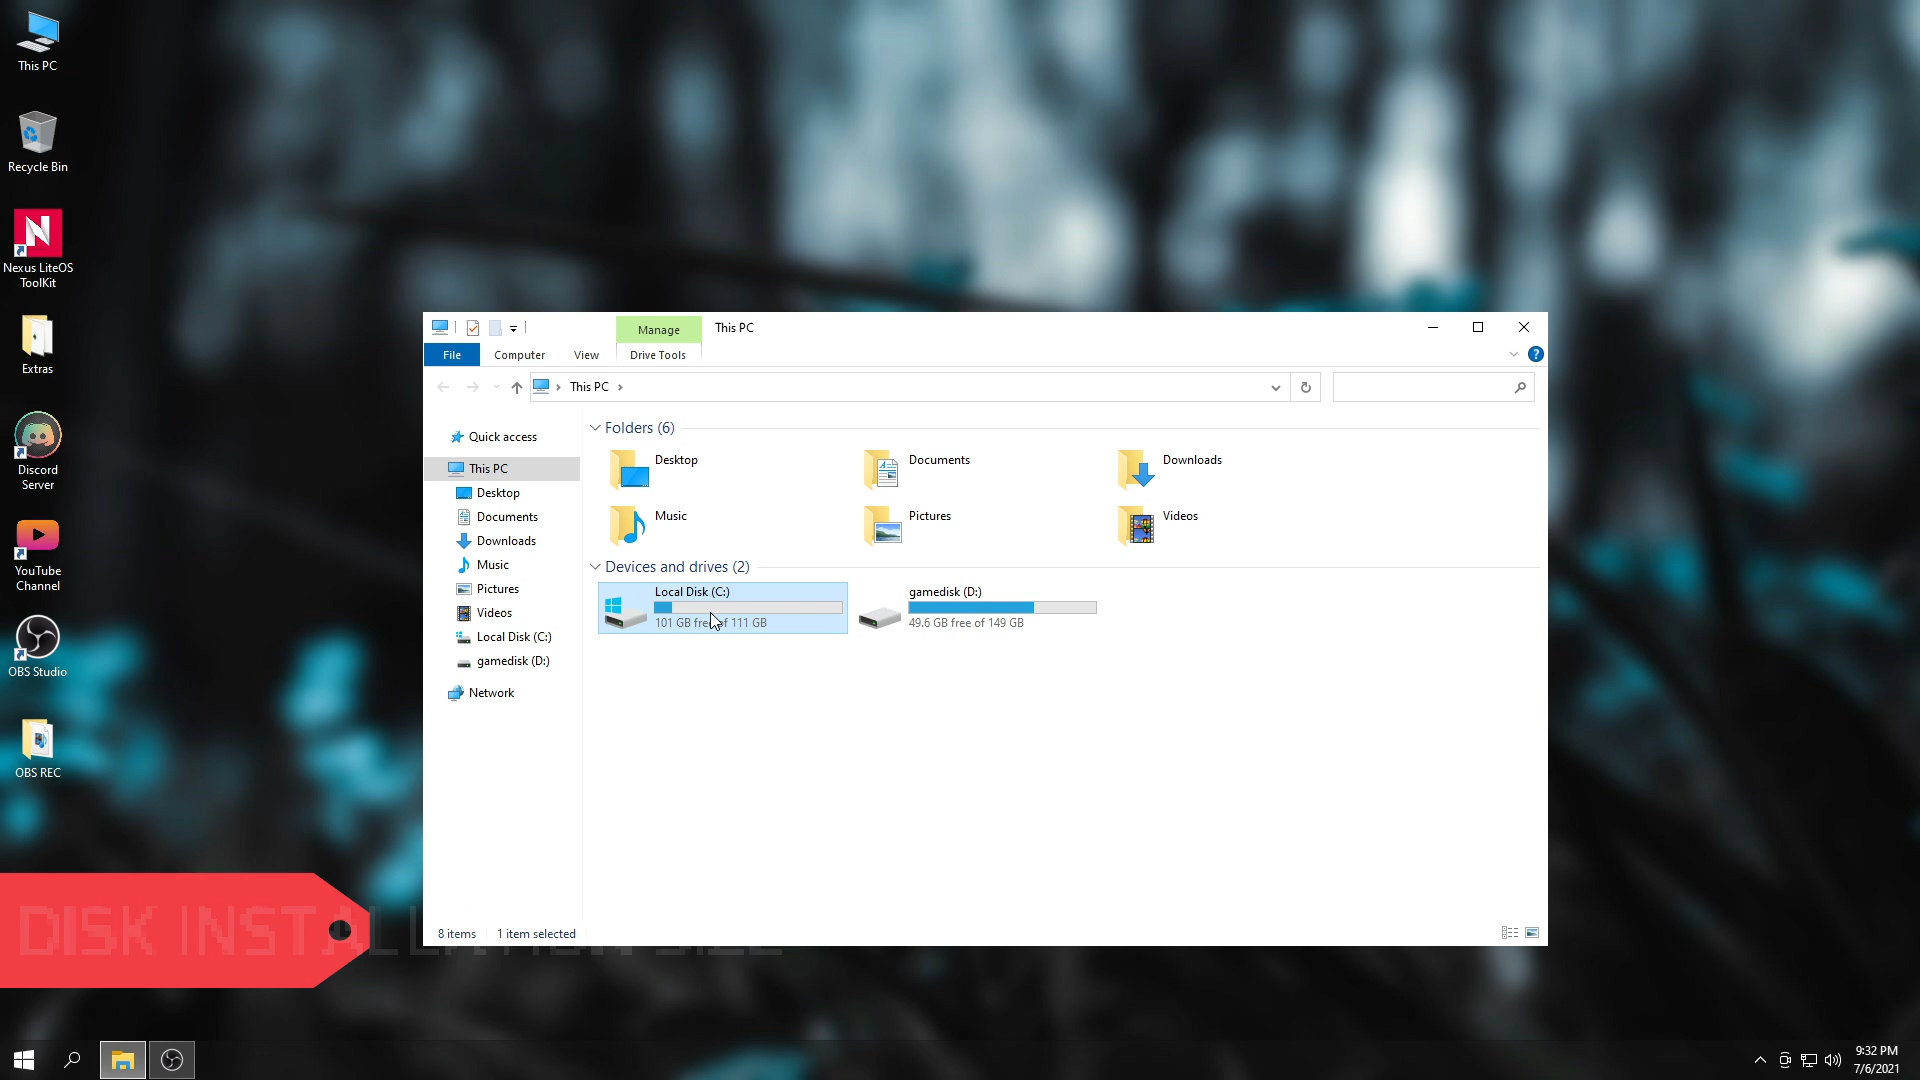 This PC
Recycle Bin
Nexus LiteOS
ToolKit
Extras
Discord
Server
YouTube
Channel
OBS Studio
OBS REC
Manage
This PC
File
Computer
View
Drive Tools
This PC
Quick access
This PC
Desktop
Documents
Downloads
Music
Pictures
Videos
Local Disk (C:)
gamedisk (D:)
Network
Folders (6)
Desktop
Documents
Downloads
Music
Pictures
Videos
Devices and drives (2)
Local Disk (C:)
101 GB free of 111 GB
gamedisk (D:)
49.6 GB free of 149 GB
8 items
1 item selected
DISK INSTALLATION SIZE
9:32 PM
7/6/2021